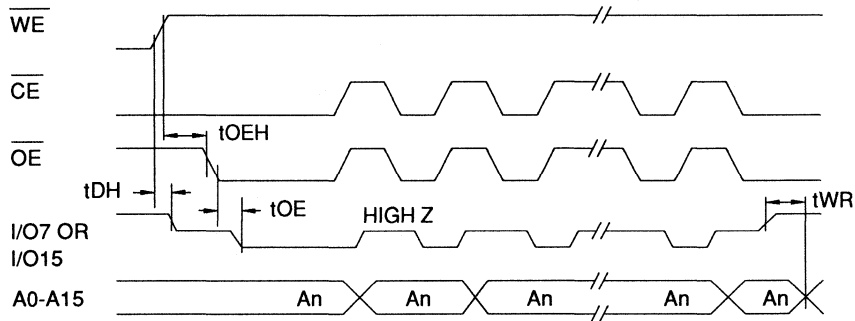 WE
CE
tOEH
OE
tDH
tOE
HIGH Z
tWR
I/O7 OR
I/O15
A0-A15 An An An An An